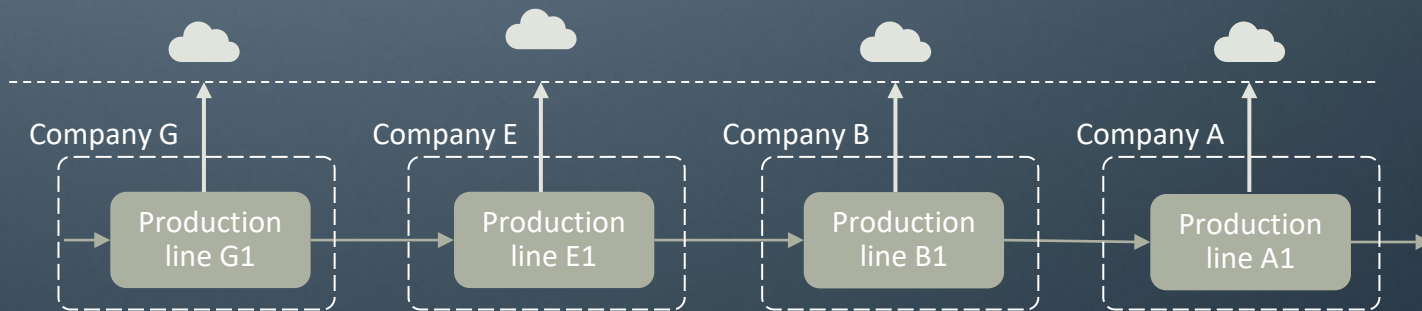 Company G
Company E
Company B
Company A
Production
line G1
Production
line E1
Production
line B1
Production
line A1